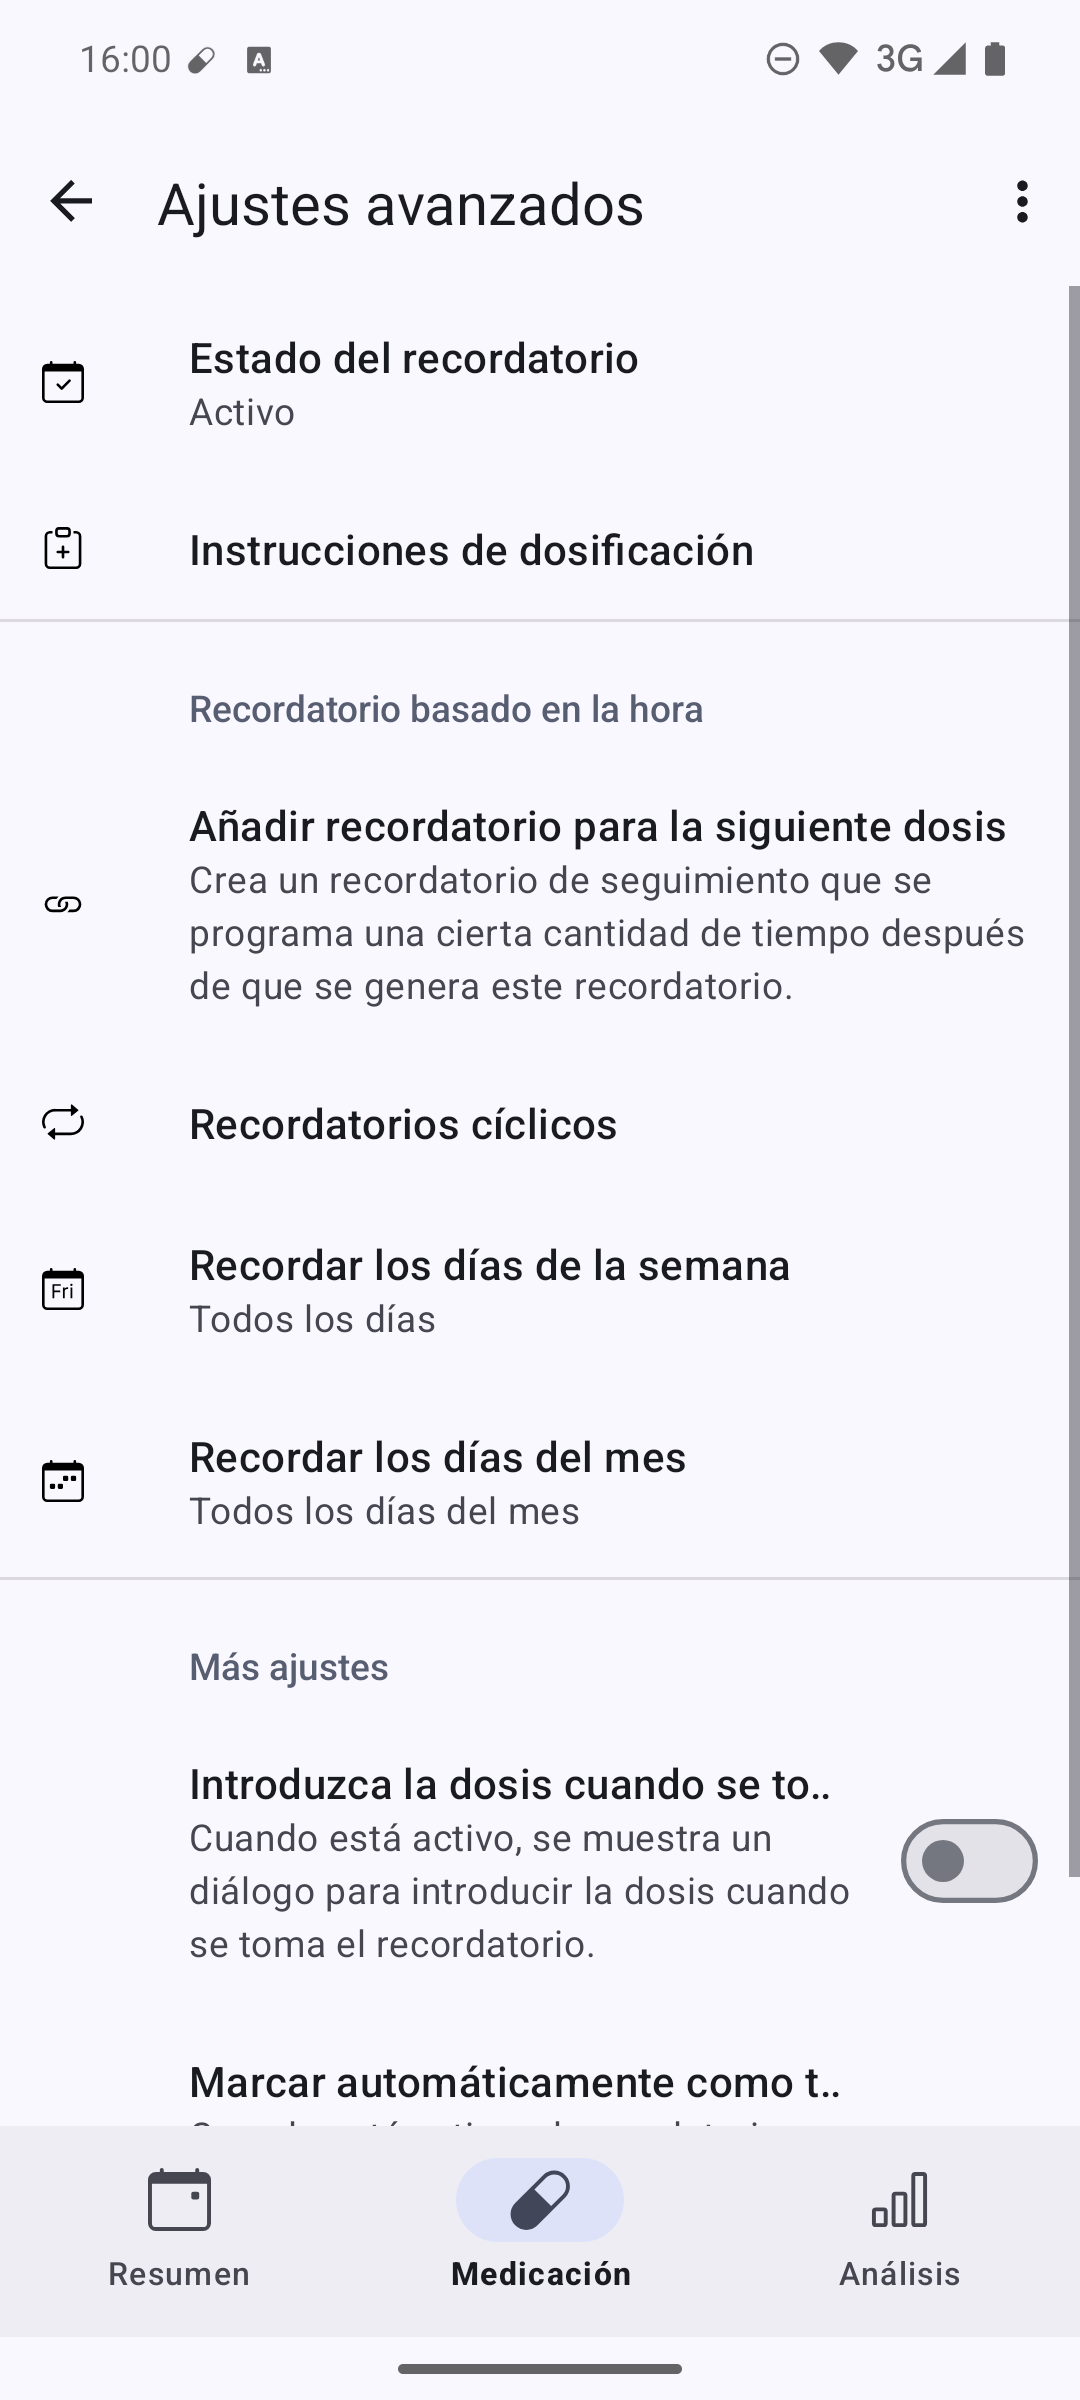 16:00
3G
Ajustes avanzados
Estado del recordatorio
Activo
Instrucciones de dosificación
Recordatorio basado en la hora
Añadir recordatorio para la siguiente dosis
Crea un recordatorio de seguimiento que se
programa una cierta cantidad de tiempo después
de que se genera este recordatorio.
Recordatorios cíclicos
Fri
Recordar los días de la semana
Todos los días
Recordar los días del mes
Todos los días del mes
Más ajustes
Introduzca la dosis cuando se to..
Cuando está activo, se muestra un
diálogo para introducir la dosis cuando
se toma el recordatorio.
Marcar automáticamente como t..
Resumen
Medicación
Análisis